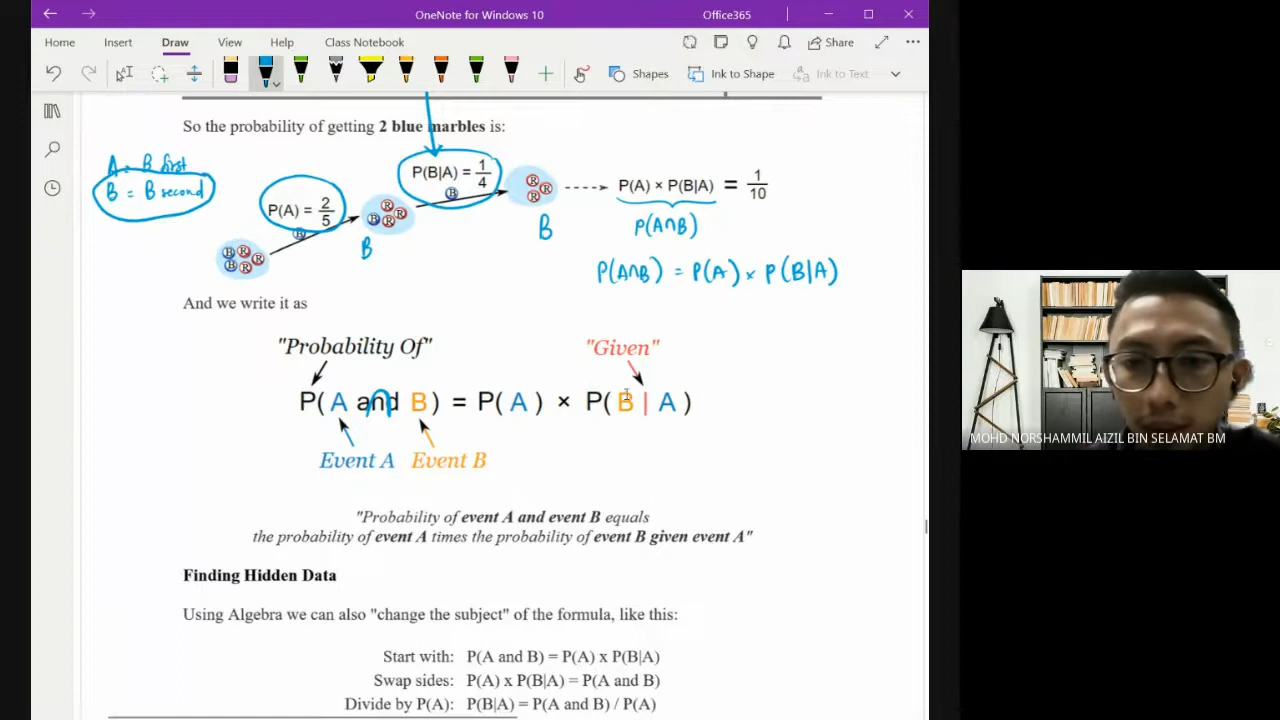 OneNote for Windows 10
Office365
Home Insert Draw View Help Class Notebook Share
Shapes Ink to Shape Ink to Text
So the probability of getting 2 blue marbles is:
A = B first
B = B second
P(A) = 2/5
P(B|A) = 1/4
P(A) × P(B|A) = 1/10
P(A∩B)
B
B
B
B
B B R R R
B R R R
R R R
P(A∩B) = P(A) × P(B|A)
And we write it as
"Probability Of" "Given"
P( A and B ) = P( A ) × P( B | A )
∩
Event A Event B
"Probability of event A and event B equals
the probability of event A times the probability of event B given event A"
Finding Hidden Data
Using Algebra we can also "change the subject" of the formula, like this:
Start with: P(A and B) = P(A) x P(B|A)
Swap sides: P(A) x P(B|A) = P(A and B)
Divide by P(A): P(B|A) = P(A and B) / P(A)
MOHD NORSHAMMIL AIZIL BIN SELAMAT BM